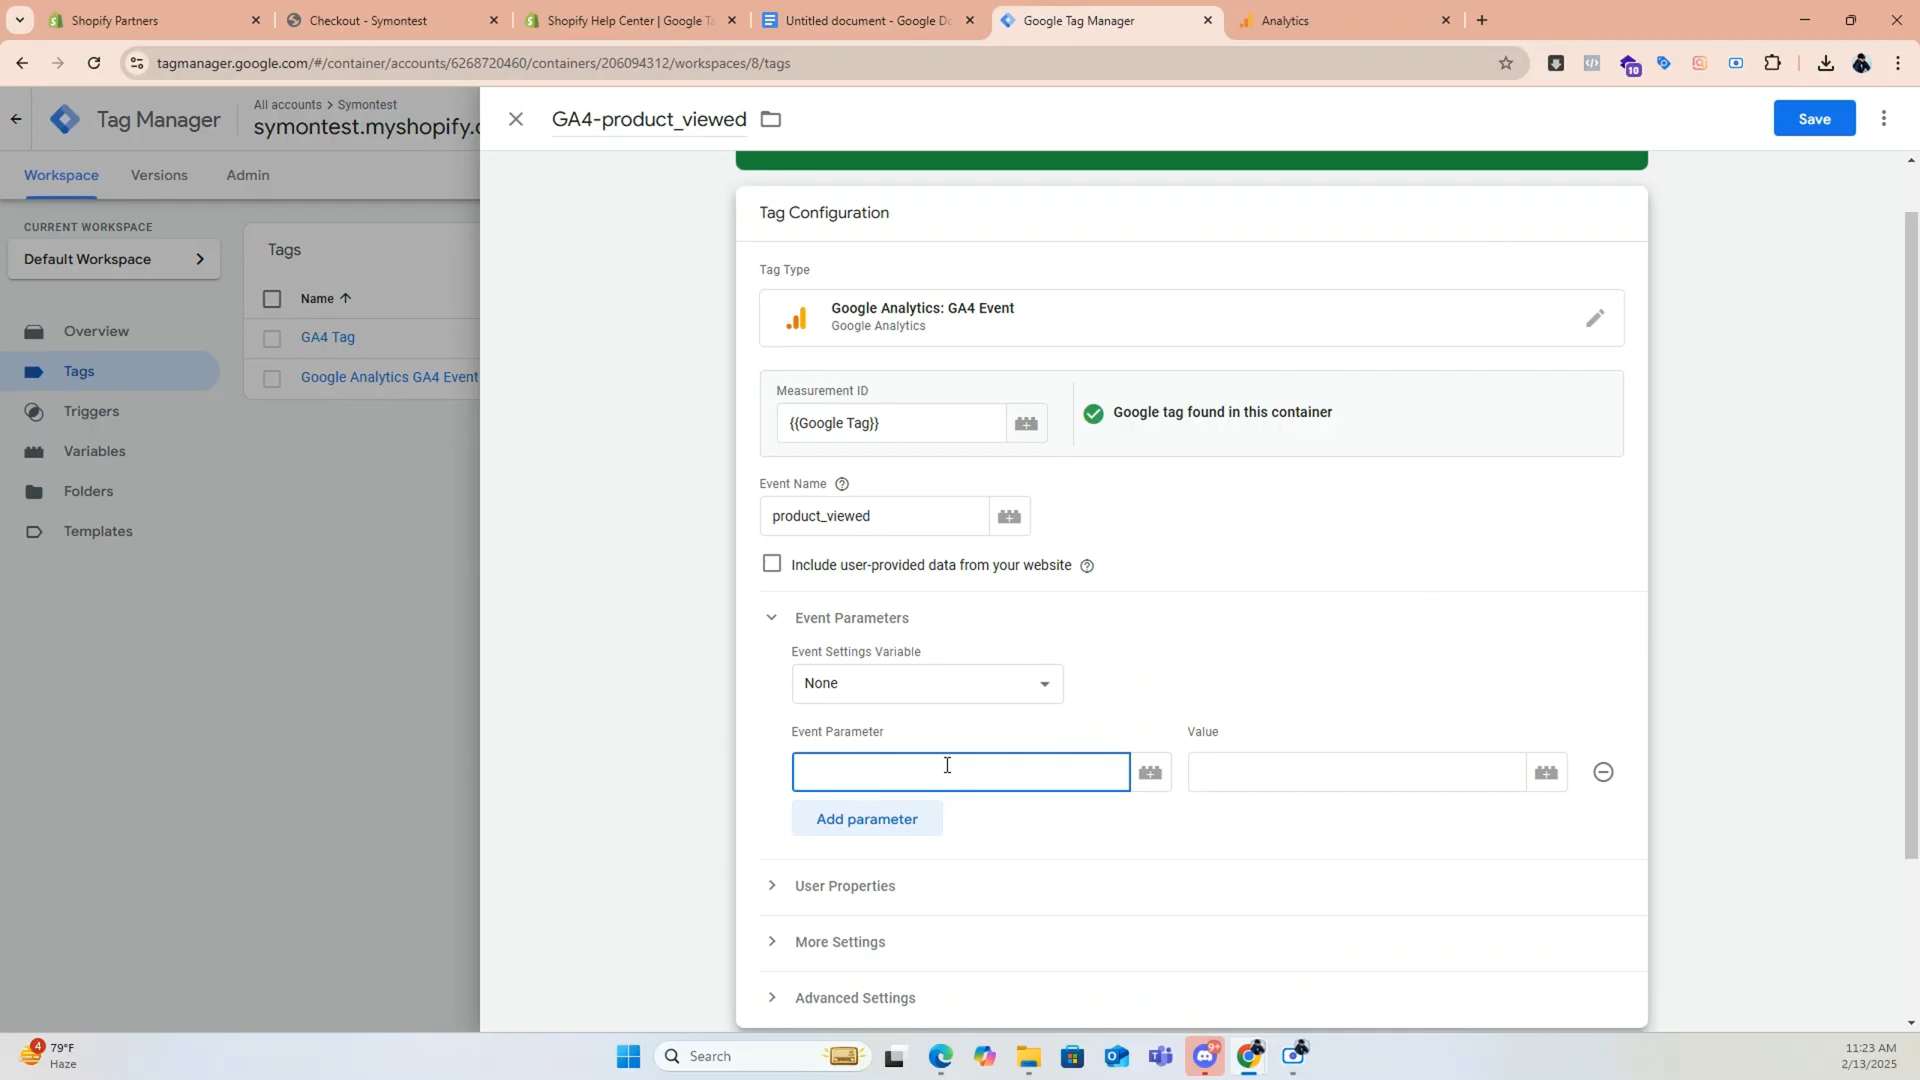 Shopify Partners
Checkout - Symontest
Shopify Help Center | Google Ta
Untitled document - Google Do
Google Tag Manager
Analytics
tagmanager.google.com/#/container/accounts/6268720460/containers/206094312/workspaces/8/tags
10
Tag Manager
All accounts > Symontest
symontest.myshopify.c
GA4-product_viewed
Save
Workspace
Versions
Admin
CURRENT WORKSPACE
Default Workspace
Overview
Tags
Triggers
Variables
Folders
Templates
Tags
Name
GA4 Tag
Google Analytics GA4 Event
Tag Configuration
Tag Type
Google Analytics: GA4 Event
Google Analytics
Measurement ID
{{Google Tag}}
Google tag found in this container
Event Name
product_viewed
Include user-provided data from your website
Event Parameters
Event Settings Variable
None
Event Parameter
Value
Add parameter
User Properties
More Settings
Advanced Settings
4
79°F
Haze
Search
9+
11:23 AM
2/13/2025